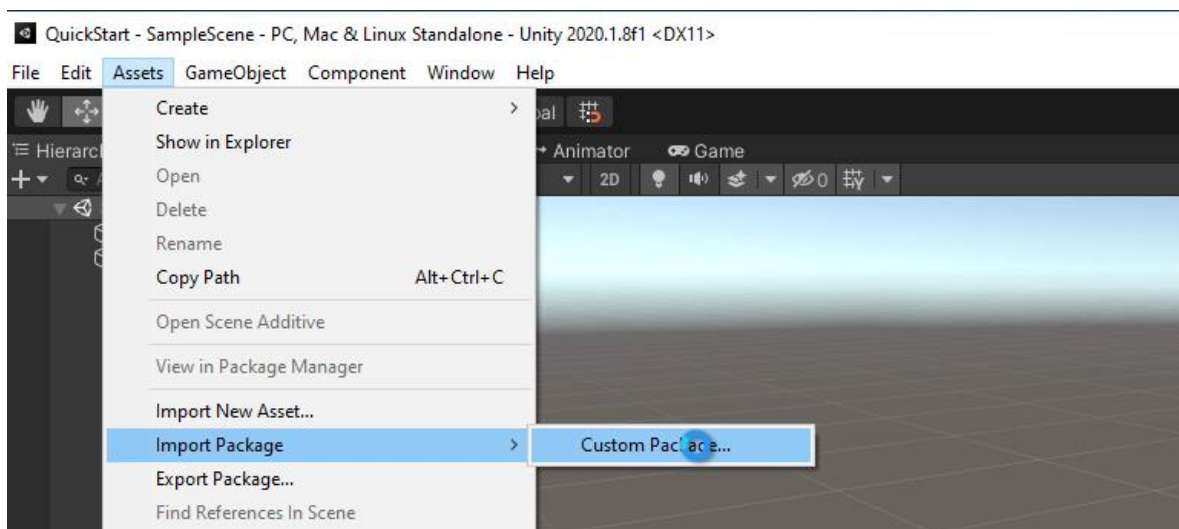 QuickStart - SampleScene - PC, Mac & Linux Standalone - Unity 2020.1.8f1 <DX11>
File Edit Assets GameObject Component Window Help
Create
Show in Explorer
Animator Game
Open
2D 0
Delete
Rename
Copy Path Alt+Ctrl+C
Open Scene Additive
View in Package Manager
Import New Asset...
Import Package Custom Package...
Export Package...
Find References In Scene